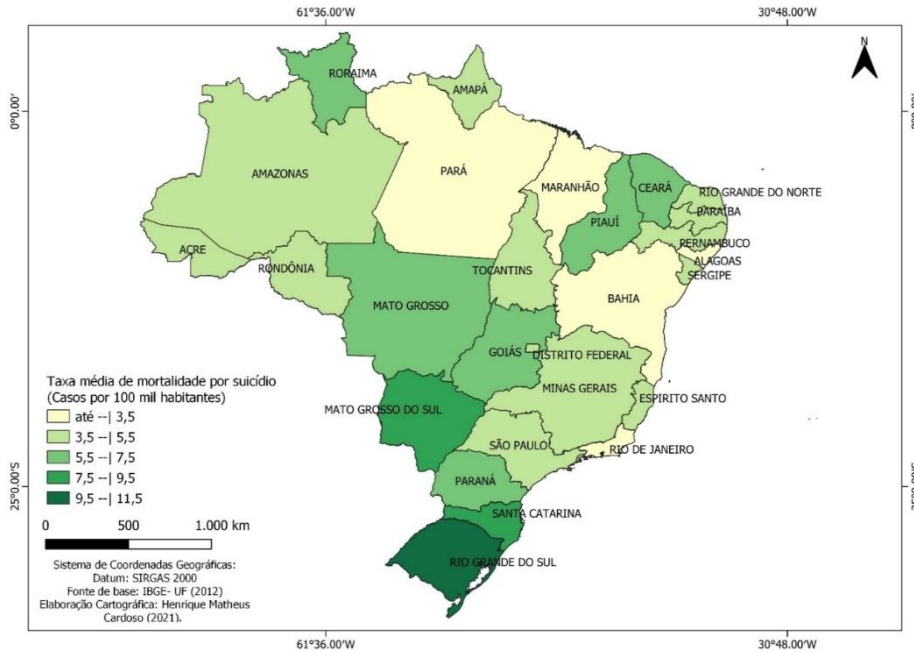 61°36.00'W
30°48.00'W
N
0°0.00'
0°0.00'
RORAIMA
AMAPÁ
AMAZONAS
PARÁ
MARANHÃO
CEARÁ
RIO GRANDE DO NORTE
PARAÍBA
PIAUÍ
PERNAMBUCO
ALAGOAS
SERGIPE
ACRE
RONDÔNIA
TOCANTINS
BAHIA
MATO GROSSO
GOIÁS
DISTRITO FEDERAL
MINAS GERAIS
ESPIRITO SANTO
MATO GROSSO DO SUL
SÃO PAULO
RIO DE JANEIRO
PARANÁ
SANTA CATARINA
RIO GRANDE DO SUL
Taxa média de mortalidade por suicídio
(Casos por 100 mil habitantes)
até --| 3,5
3,5 --| 5,5
5,5 --| 7,5
7,5 --| 9,5
9,5 --| 11,5
25°0.00'S
25°0.00'S
0 500 1.000 km
Sistema de Coordenadas Geográficas:
Datum: SIRGAS 2000
Fonte de base: IBGE- UF (2012)
Elaboração Cartográfica: Henrique Matheus
Cardoso (2021).
61°36.00'W
30°48.00'W